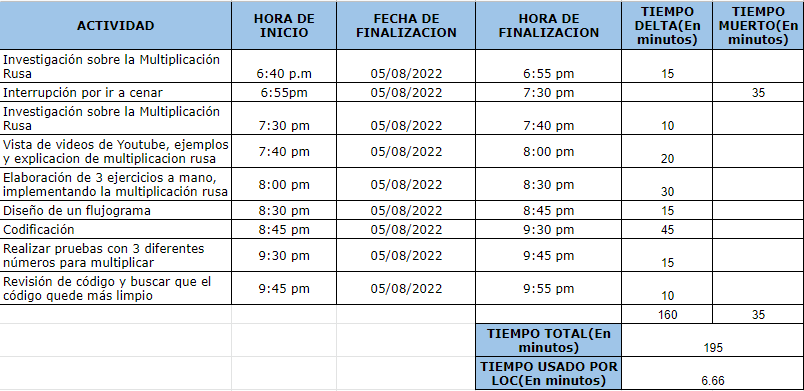 ACTIVIDAD HORA DE INICIO FECHA DE FINALIZACION HORA DE FINALIZACION TIEMPO DELTA(En minutos) TIEMPO MUERTO(En minutos)
Investigación sobre la Multiplicación Rusa 6:40 p.m 05/08/2022 6:55 pm 15
Interrupción por ir a cenar 6:55pm 05/08/2022 7:30 pm 35
Investigación sobre la Multiplicación Rusa 7:30 pm 05/08/2022 7:40 pm 10
Vista de videos de Youtube, ejemplos y explicacion de multiplicacion rusa 7:40 pm 05/08/2022 8:00 pm 20
Elaboración de 3 ejercicios a mano, implementando la multiplicación rusa 8:00 pm 05/08/2022 8:30 pm 30
Diseño de un flujograma 8:30 pm 05/08/2022 8:45 pm 15
Codificación 8:45 pm 05/08/2022 9:30 pm 45
Realizar pruebas con 3 diferentes números para multiplicar 9:30 pm 05/08/2022 9:45 pm 15
Revisión de código y buscar que el código quede más limpio 9:45 pm 05/08/2022 9:55 pm 10
160 35
TIEMPO TOTAL(En minutos) 195
TIEMPO USADO POR LOC(En minutos) 6.66